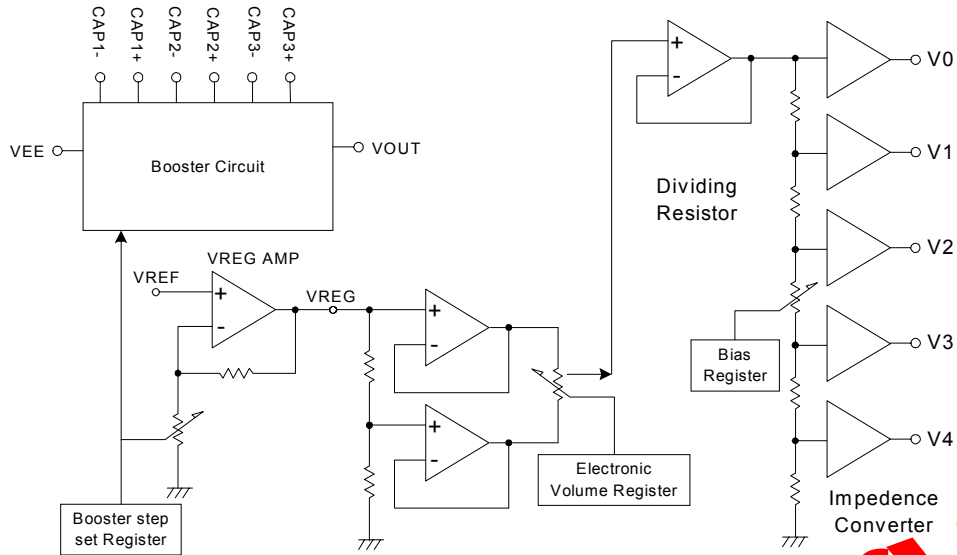 CAP1-
CAP1+
CAP2-
CAP2+
CAP3-
CAP3+
VEE
Booster Circuit
VOUT
VREG AMP
VREF
+
-
VREG
+
-
+
-
Booster step
set Register
Electronic
Volume Register
+
-
Dividing
Resistor
Bias
Register
V0
V1
V2
V3
V4
Impedence
Converter